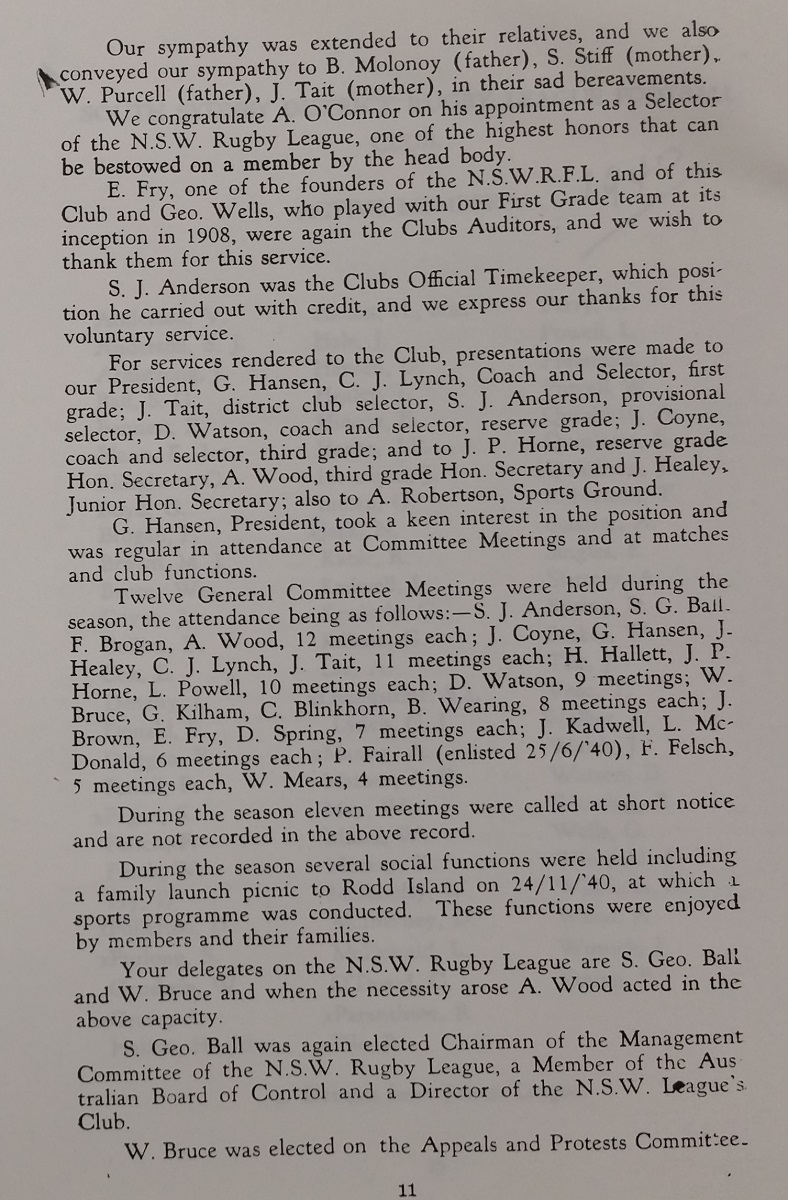 Our sympathy was extended to their relatives, and we also
conveyed our sympathy to B. Molonoy (father), S. Stiff (mother),
W. Purcell (father), J. Tait (mother), in their sad bereavements.
We congratulate A. O'Connor on his appointment as a Selector
of the N.S.W. Rugby League, one of the highest honors that can
be bestowed on a member by the head body.
E. Fry, one of the founders of the N.S.W.R.F.L. and of this
Club and Geo. Wells, who played with our First Grade team at its
inception in 1908, were again the Clubs Auditors, and we wish to
thank them for this service.
S. J. Anderson was the Clubs Official Timekeeper, which posi-
tion he carried out with credit, and we express our thanks for this
voluntary service.
For services rendered to the Club, presentations were made to
our President, G. Hansen, C. J. Lynch, Coach and Selector, first
grade; J. Tait, district club selector, S. J. Anderson, provisional
selector, D. Watson, coach and selector, reserve grade; J. Coyne,
coach and selector, third grade; and to J. P. Horne, reserve grade
Hon. Secretary, A. Wood, third grade Hon. Secretary and J. Healey,
Junior Hon. Secretary; also to A. Robertson, Sports Ground.
G. Hansen, President, took a keen interest in the position and
was regular in attendance at Committee Meetings and at matches
and club functions.
Twelve General Committee Meetings were held during the
season, the attendance being as follows:—S. J. Anderson, S. G. Ball.
F. Brogan, A. Wood, 12 meetings each; J. Coyne, G. Hansen, J.
Healey, C. J. Lynch, J. Tait, 11 meetings each; H. Hallett, J. P.
Horne, L. Powell, 10 meetings each; D. Watson, 9 meetings; W.
Bruce, G. Kilham, C. Blinkhorn, B. Wearing, 8 meetings each; J.
Brown, E. Fry, D. Spring, 7 meetings each; J. Kadwell, L. Mc-
Donald, 6 meetings each; P. Fairall (enlisted 25/6/'40), F. Felsch,
5 meetings each, W. Mears, 4 meetings.
During the season eleven meetings were called at short notice
and are not recorded in the above record.
During the season several social functions were held including
a family launch picnic to Rodd Island on 24/11/'40, at which a
sports programme was conducted. These functions were enjoyed
by members and their families.
Your delegates on the N.S.W. Rugby League are S. Geo. Ball
and W. Bruce and when the necessity arose A. Wood acted in the
above capacity.
S. Geo. Ball was again elected Chairman of the Management
Committee of the N.S.W. Rugby League, a Member of the Aus
tralian Board of Control and a Director of the N.S.W. League's
Club.
W. Bruce was elected on the Appeals and Protests Committee.
11